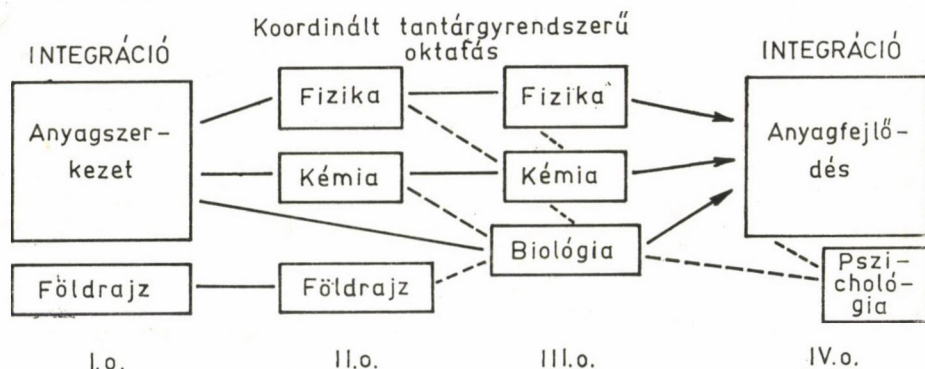 Koordinált tantárgyrendszerű
oktatás
INTEGRÁCIÓ
INTEGRÁCIÓ
Anyagszer-
kezet
Fizika
Fizika
Anyagfejlő-
dés
Kémia
Kémia
Biológia
Földrajz
Földrajz
Pszi-
choló-
gia
I.o.
II.o.
III.o.
IV.o.